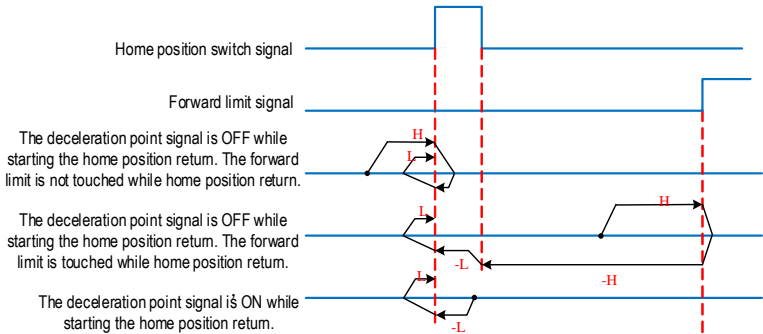 Home position switch signal
Forward limit signal
The deceleration point signal is OFF while
starting the home position return. The forward
limit is not touched while home position return.
H
L
The deceleration point signal is OFF while
starting the home position return. The forward
limit is touched while home position return.
L
H
-L
-H
The deceleration point signal is ON while
starting the home position return.
L
-L